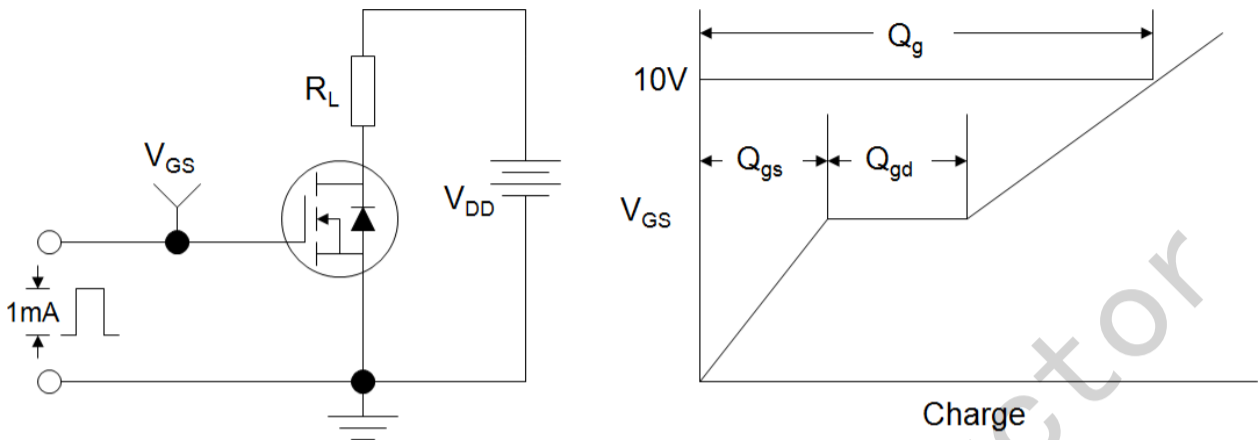 R_L
V_GS
V_DD
1mA
Q_g
10V
Q_gs
Q_gd
V_GS
Charge